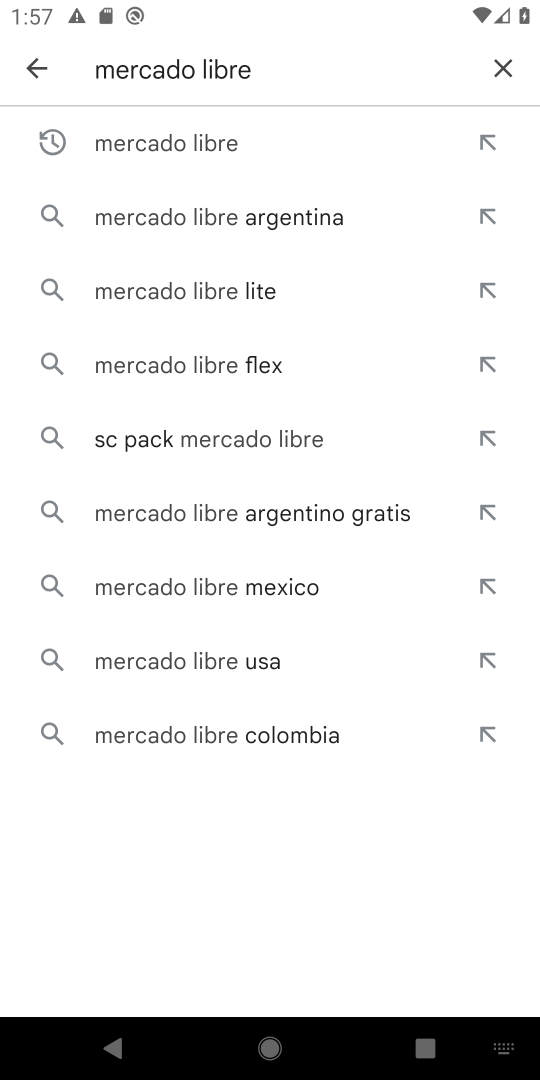 1:57
mercado libre
mercado libre
mercado libre argentina
mercado libre lite
mercado libre flex
sc pack mercado libre
mercado libre argentino gratis
mercado libre mexico
mercado libre usa
mercado libre colombia